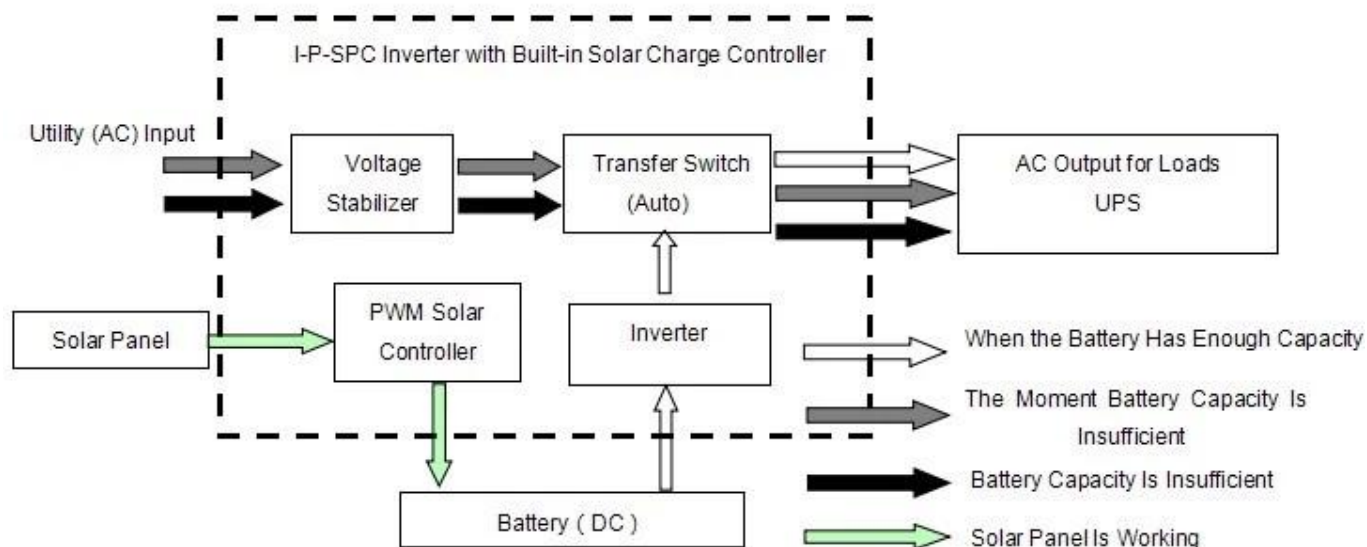 I-P-SPC Inverter with Built-in Solar Charge Controller
Utility (AC) Input
Voltage
Stabilizer
Transfer Switch
(Auto)
AC Output for Loads
UPS
Solar Panel
PWM Solar
Controller
Inverter
Battery ( DC )
When the Battery Has Enough Capacity
The Moment Battery Capacity Is
Insufficient
Battery Capacity Is Insufficient
Solar Panel Is Working